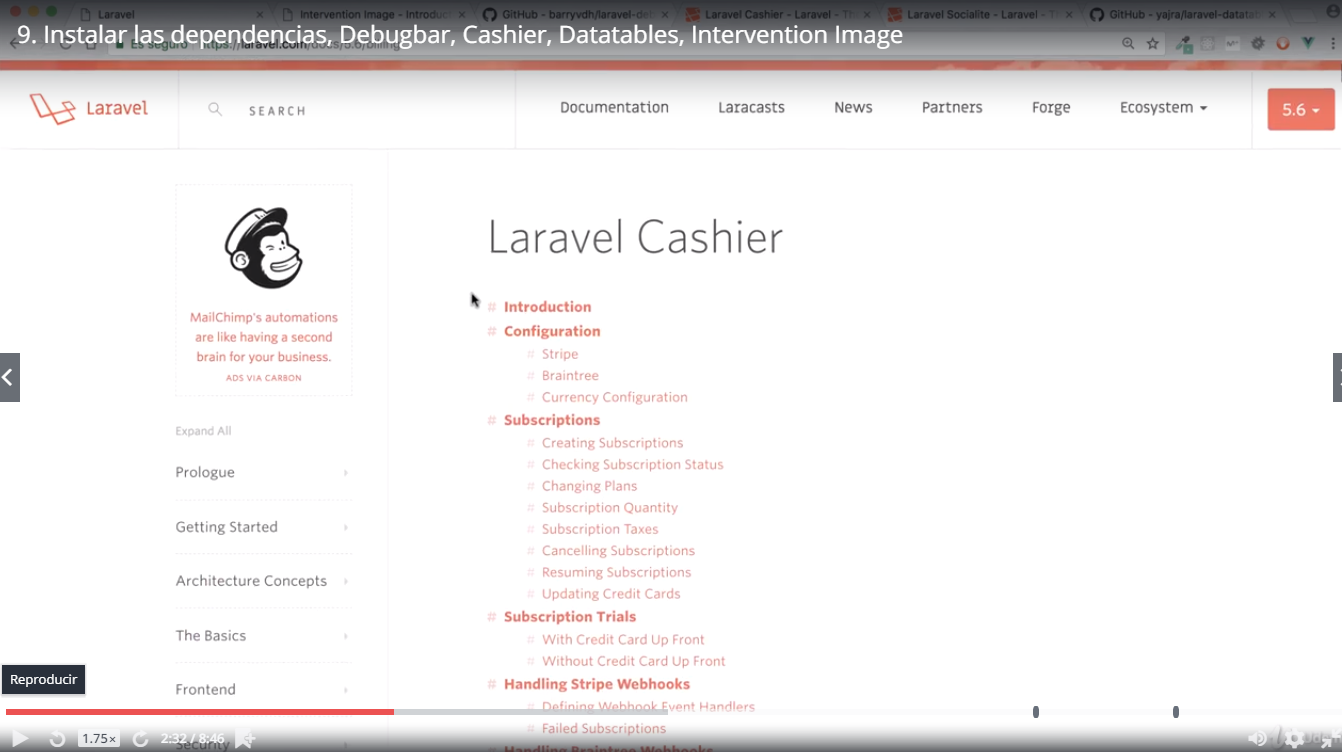 Laravel
Intervention Image - Introduc
GitHub - barryvdh/laravel-de
Laravel Cashier - Laravel - Th
Laravel Socialite - Laravel - Th
GitHub - yajra/laravel-datatab
9. Instalar las dependencias, Debugbar, Cashier, Datatables, Intervention Image
Es seguro
https://laravel.com/docs/5.6/billing
Laravel
SEARCH
Documentation
Laracasts
News
Partners
Forge
Ecosystem
5.6
Laravel Cashier
MailChimp's automations
are like having a second
brain for your business.
ADS VIA CARBON
Expand All
Prologue
Getting Started
Architecture Concepts
The Basics
Frontend
Security
# Introduction
# Configuration
# Stripe
# Braintree
# Currency Configuration
# Subscriptions
# Creating Subscriptions
# Checking Subscription Status
# Changing Plans
# Subscription Quantity
# Subscription Taxes
# Cancelling Subscriptions
# Resuming Subscriptions
# Updating Credit Cards
# Subscription Trials
# With Credit Card Up Front
# Without Credit Card Up Front
# Handling Stripe Webhooks
# Defining Webhook Event Handlers
# Failed Subscriptions
# Handling Braintree Webhooks
Reproducir
1.75×
2:32 / 8:46